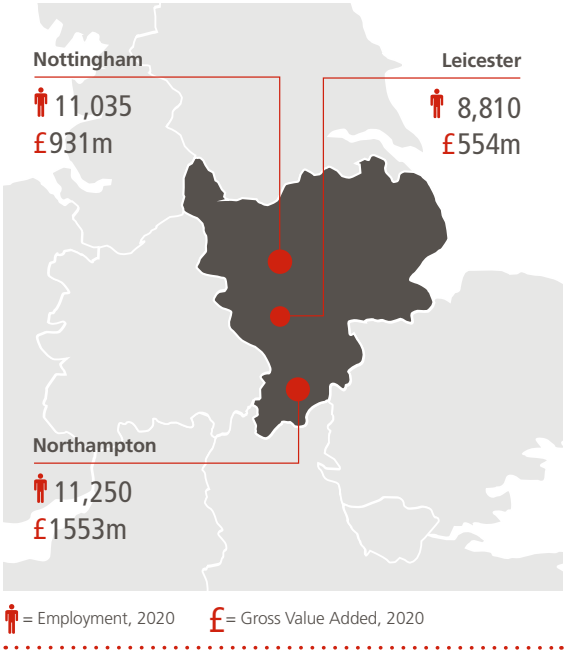 Nottingham
11,035
£931m
Leicester
8,810
£554m
Northampton
11,250
£1553m
= Employment, 2020
£ = Gross Value Added, 2020